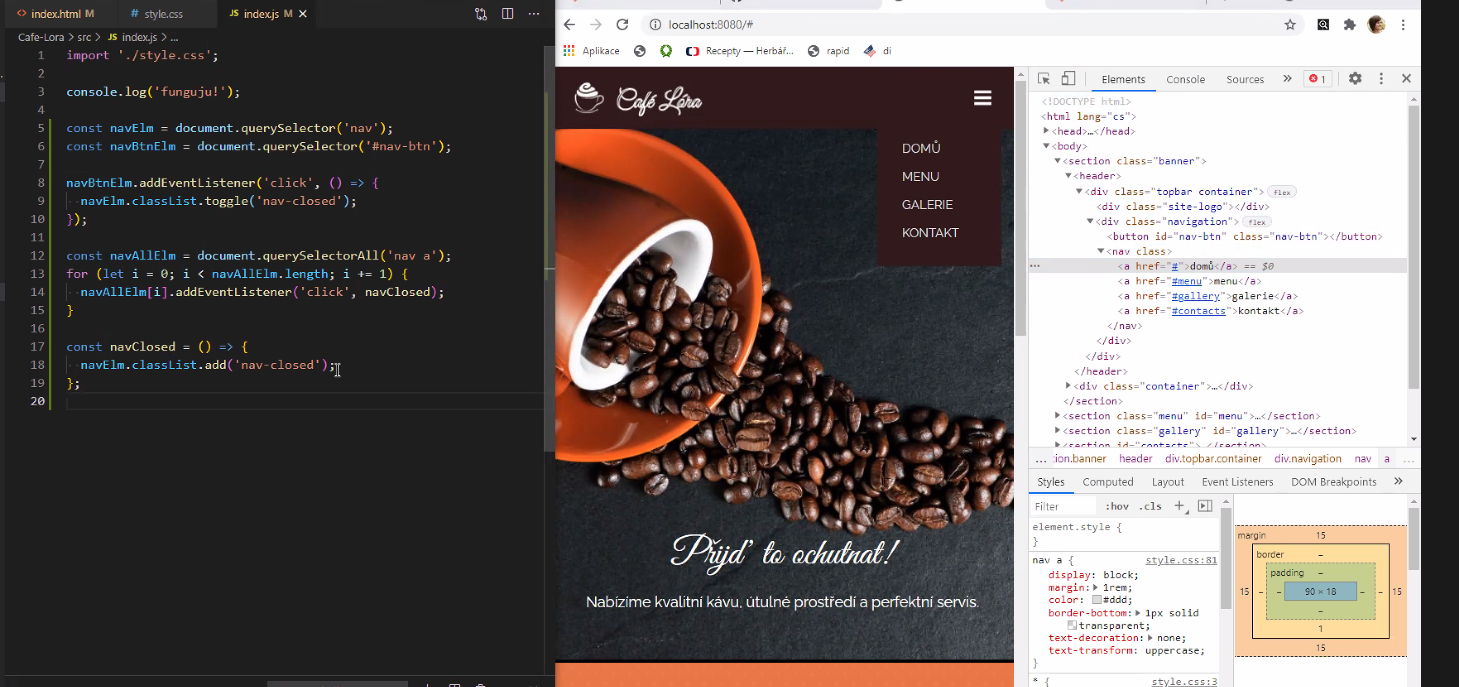 index.html M
# style.css
JS index.js M
Cafe-Lora > src > JS index.js > ...
1 import './style.css';
2
3 console.log('funguju!');
4
5 const navElm = document.querySelector('nav');
6 const navBtnElm = document.querySelector('#nav-btn');
7
8 navBtnElm.addEventListener('click', () => {
9 navElm.classList.toggle('nav-closed');
10 });
11
12 const navAllElm = document.querySelectorAll('nav a');
13 for (let i = 0; i < navAllElm.length; i += 1) {
14 navAllElm[i].addEventListener('click', navClosed);
15 }
16
17 const navClosed = () => {
18 navElm.classList.add('nav-closed');
19 };
20
localhost:8080/#
Aplikace
Recepty — Herbář...
rapid
di
Café Lóra
DOMŮ
MENU
GALERIE
KONTAKT
Přijď to ochutnat!
Nabízíme kvalitní kávu, útulné prostředí a perfektní servis.
Elements Console Sources » 1
<!DOCTYPE html>
<html lang="cs">
<head>…</head>
<body>
<section class="banner">
<header>
<div class="topbar container"> flex
<div class="site-logo"></div>
<div class="navigation"> flex
<button id="nav-btn" class="nav-btn"></button>
<nav class>
<a href="#">domů</a> == $0
<a href="#menu">menu</a>
<a href="#gallery">galerie</a>
<a href="#contacts">kontakt</a>
</nav>
</div>
</div>
</header>
<div class="container">…</div>
</section>
<section class="menu" id="menu">…</section>
<section class="gallery" id="gallery">…</section>
<section id="contacts">…</section>
... tion.banner header div.topbar.container div.navigation nav a ...
Styles Computed Layout Event Listeners DOM Breakpoints »
Filter :hov .cls +
element.style {
}
nav a { style.css:81
display: block;
margin: 1rem;
color: #ddd;
border-bottom: 1px solid
transparent;
text-decoration: none;
text-transform: uppercase;
}
* { style.css:3
margin 15
border –
padding –
15 – – 90 × 18 – – 15
–
1
15